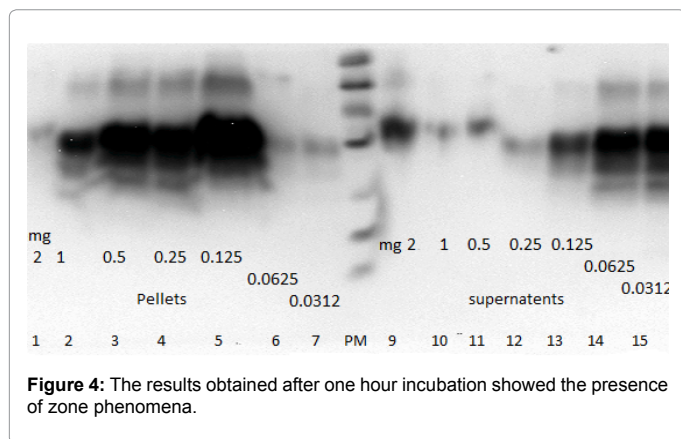 mg
2 1 0.5 0.25 0.125 0.0625 0.0312 mg 2 1 0.5 0.25 0.125 0.0625 0.0312
Pellets supernatents
1 2 3 4 5 6 7 PM 9 10 11 12 13 14 15
Figure 4: The results obtained after one hour incubation showed the presence
of zone phenomena.